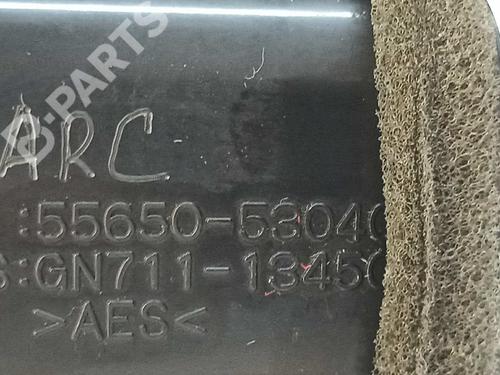 B-PARTS
ARC
:55650-5304
S:GN711-1345
>AES<